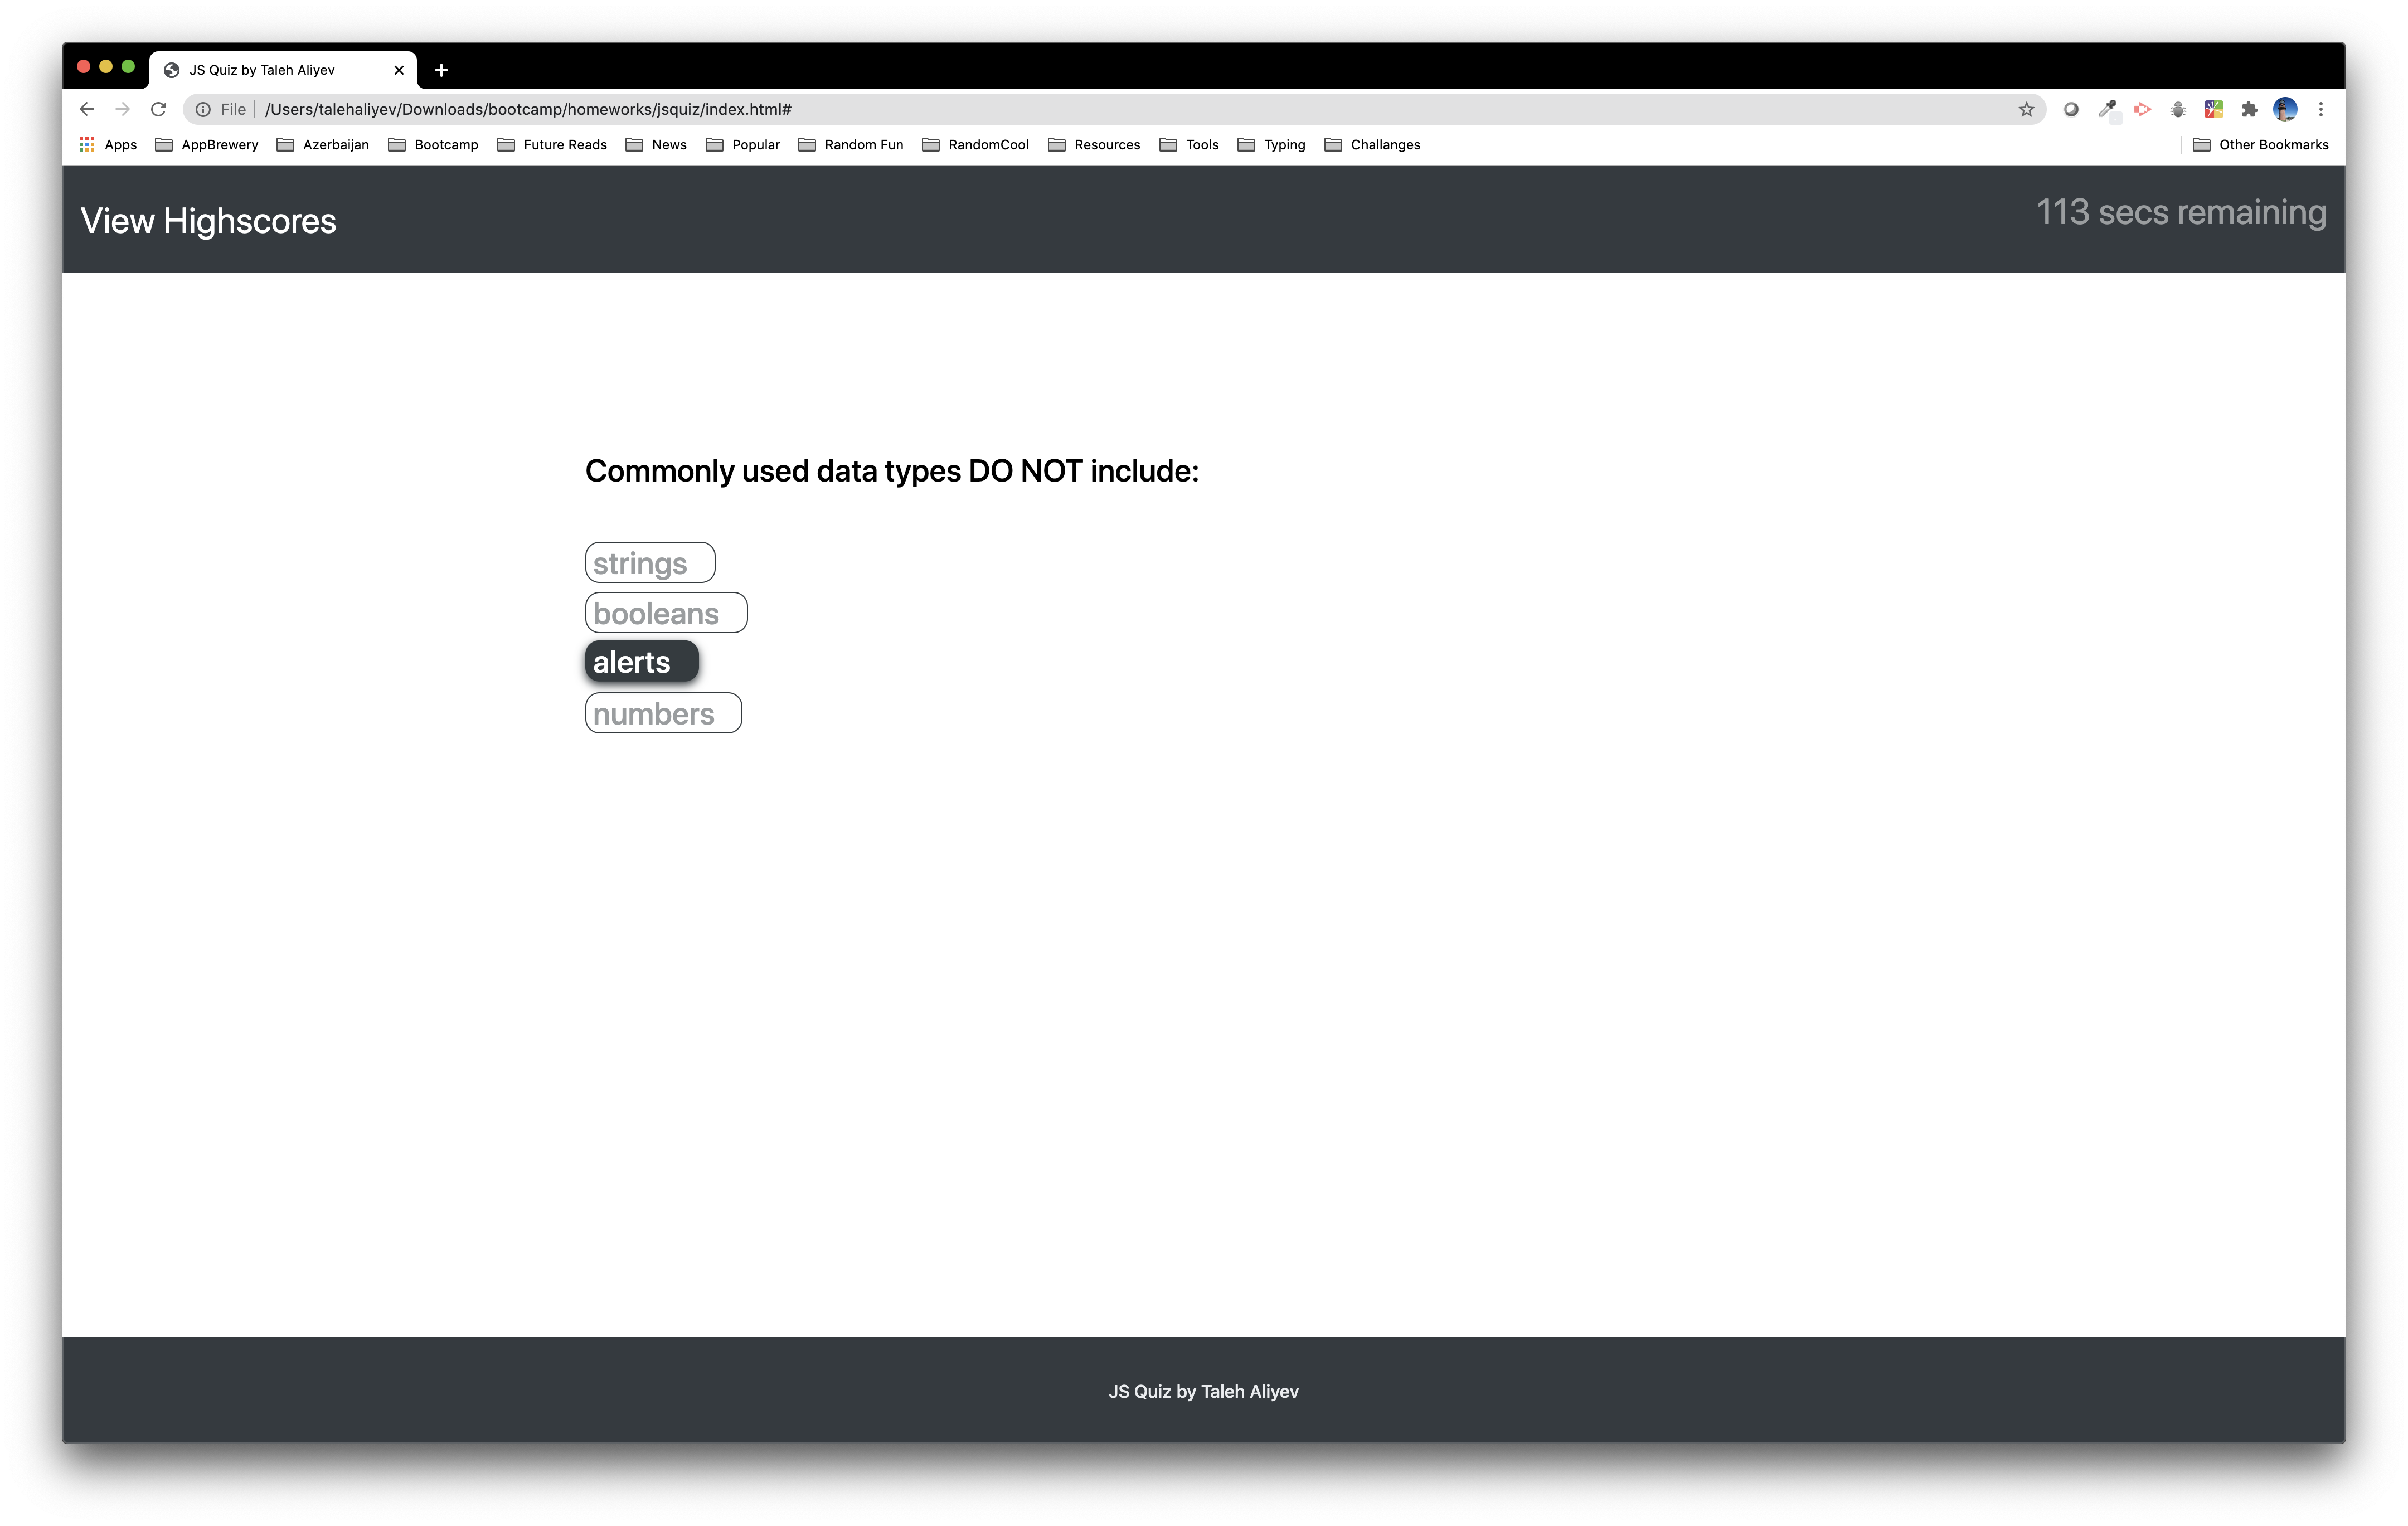 JS Quiz by Taleh Aliyev
File /Users/talehaliyev/Downloads/bootcamp/homeworks/jsquiz/index.html#
Apps AppBrewery Azerbaijan Bootcamp Future Reads News Popular Random Fun RandomCool Resources Tools Typing Challanges Other Bookmarks
View Highscores 113 secs remaining
Commonly used data types DO NOT include:
strings
booleans
alerts
numbers
JS Quiz by Taleh Aliyev